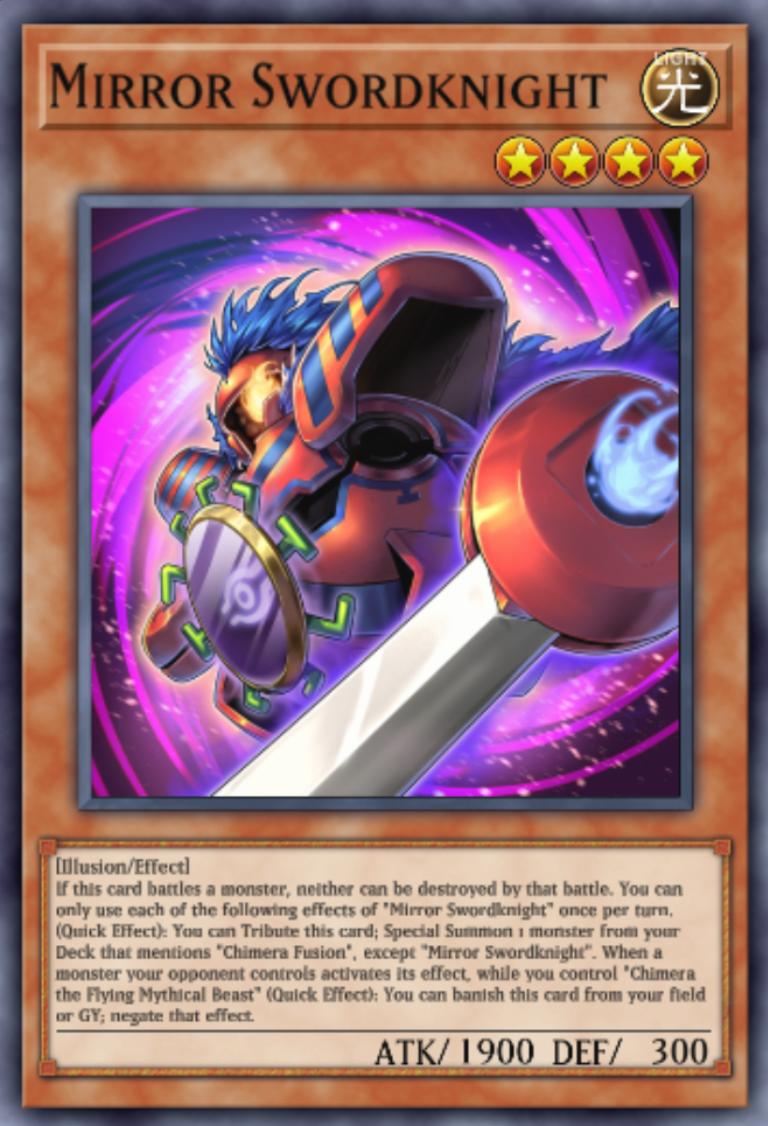 Mirror Swordknight
LIGHT
光
[Illusion/Effect]
If this card battles a monster, neither can be destroyed by that battle. You can
only use each of the following effects of "Mirror Swordknight" once per turn.
(Quick Effect): You can Tribute this card; Special Summon 1 monster from your
Deck that mentions "Chimera Fusion", except "Mirror Swordknight". When a
monster your opponent controls activates its effect, while you control "Chimera
the Flying Mythical Beast" (Quick Effect): You can banish this card from your field
or GY; negate that effect.
ATK/ 1900 DEF/ 300